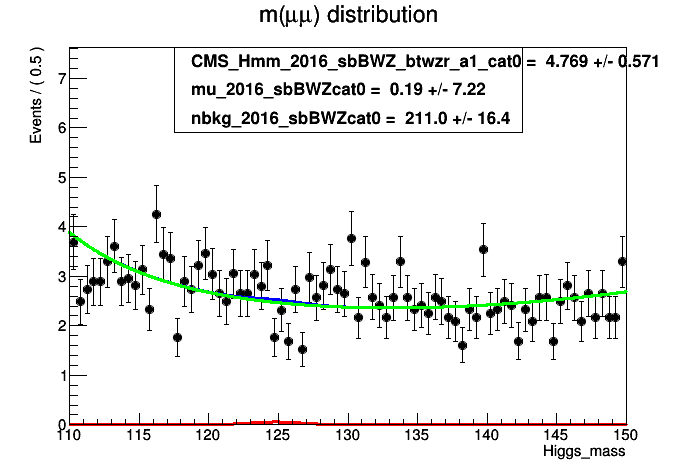 m(μμ) distribution
CMS_Hmm_2016_sbBWZ_btwzr_a1_cat0 = 4.769 +/- 0.571
mu_2016_sbBWZcat0 = 0.19 +/- 7.22
nbkg_2016_sbBWZcat0 = 211.0 +/- 16.4
Events / ( 0.5 )
7
6
5
4
3
2
1
0
110 115 120 125 130 135 140 145 150
Higgs_mass